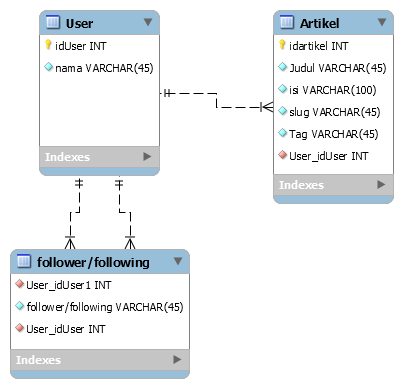 User
idUser INT
nama VARCHAR(45)
Indexes
Artikel
idartikel INT
Judul VARCHAR(45)
isi VARCHAR(100)
slug VARCHAR(45)
Tag VARCHAR(45)
User_idUser INT
Indexes
follower/following
User_idUser1 INT
follower/following VARCHAR(45)
User_idUser INT
Indexes